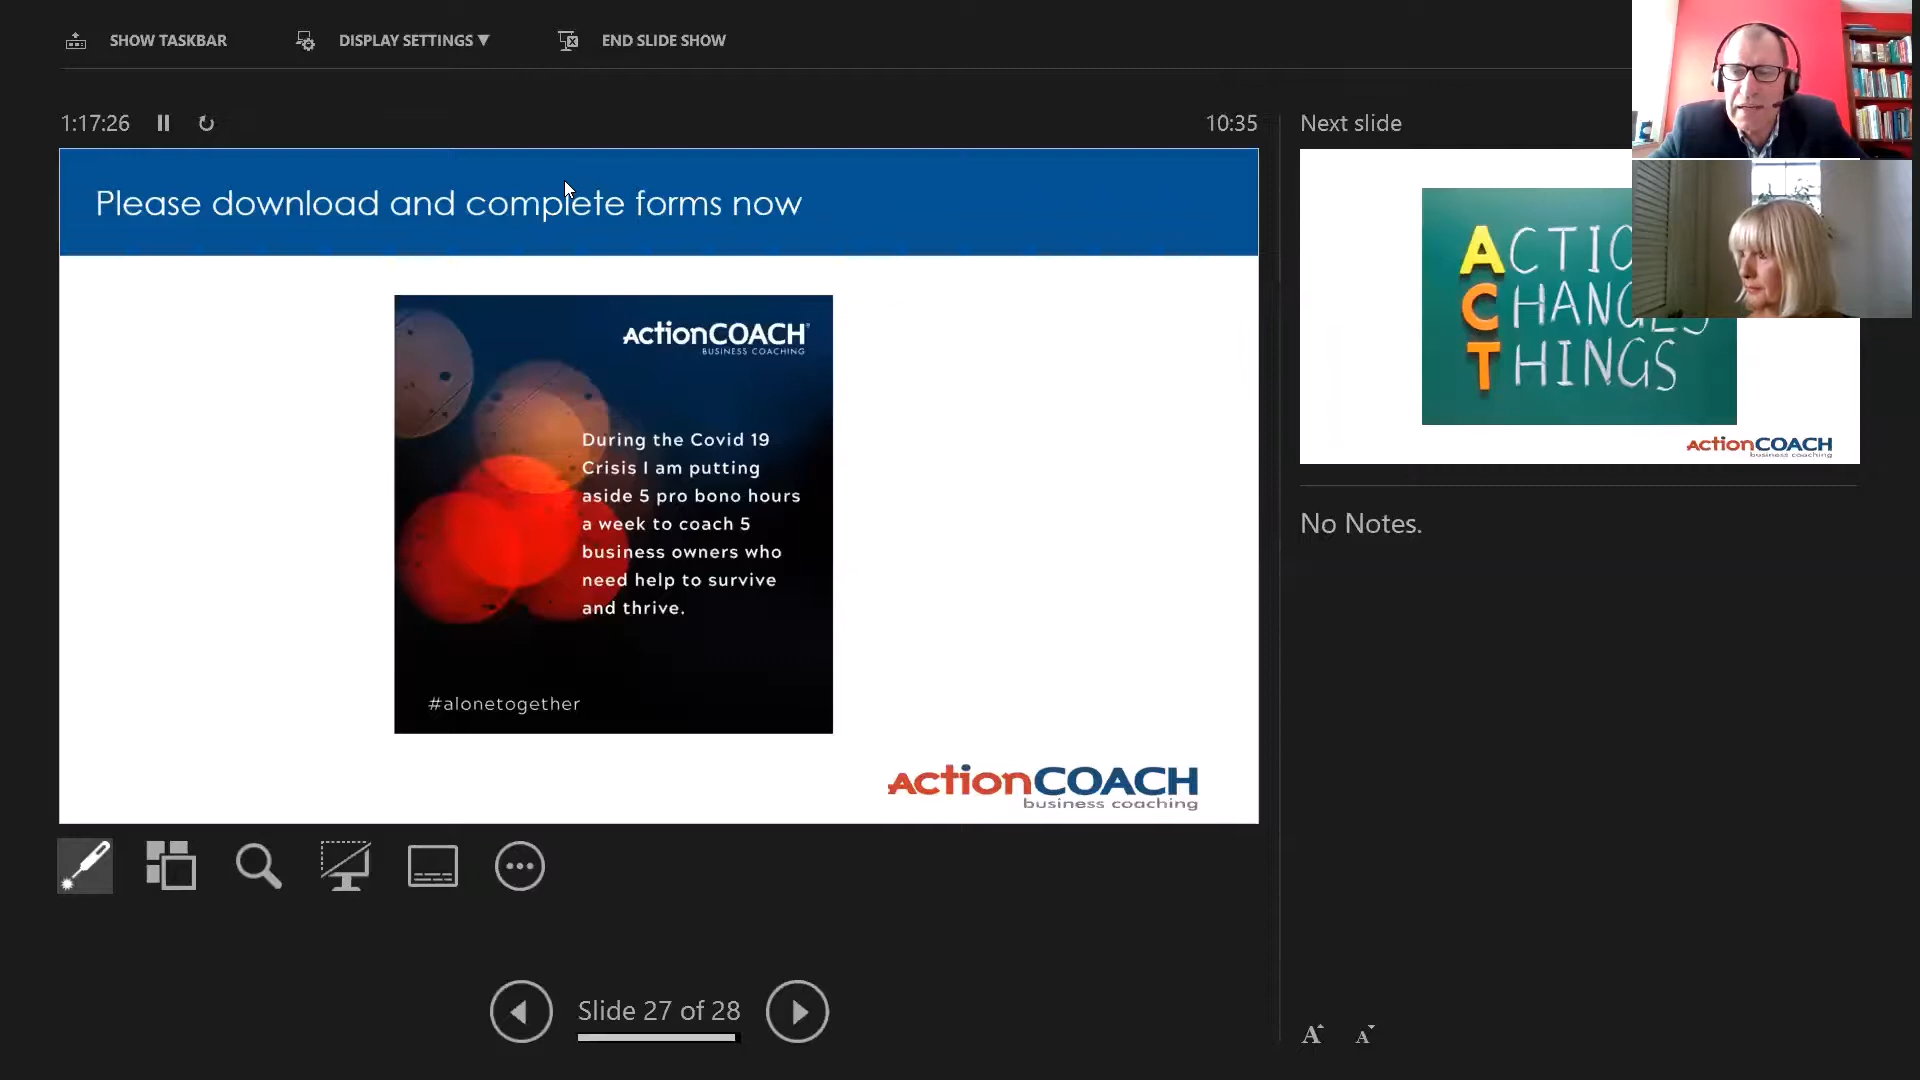 SHOW TASKBAR
DISPLAY SETTINGS ▼
END SLIDE SHOW
1:17:26
10:35
Next slide
Please download and complete forms now
actionCOACH
BUSINESS COACHING
During the Covid 19
Crisis I am putting
aside 5 pro bono hours
a week to coach 5
business owners who
need help to survive
and thrive.
#alonetogether
actionCOACH
business coaching
ACTIO
CHANGES
THINGS
actionCOACH
business coaching
No Notes.
Slide 27 of 28
A A